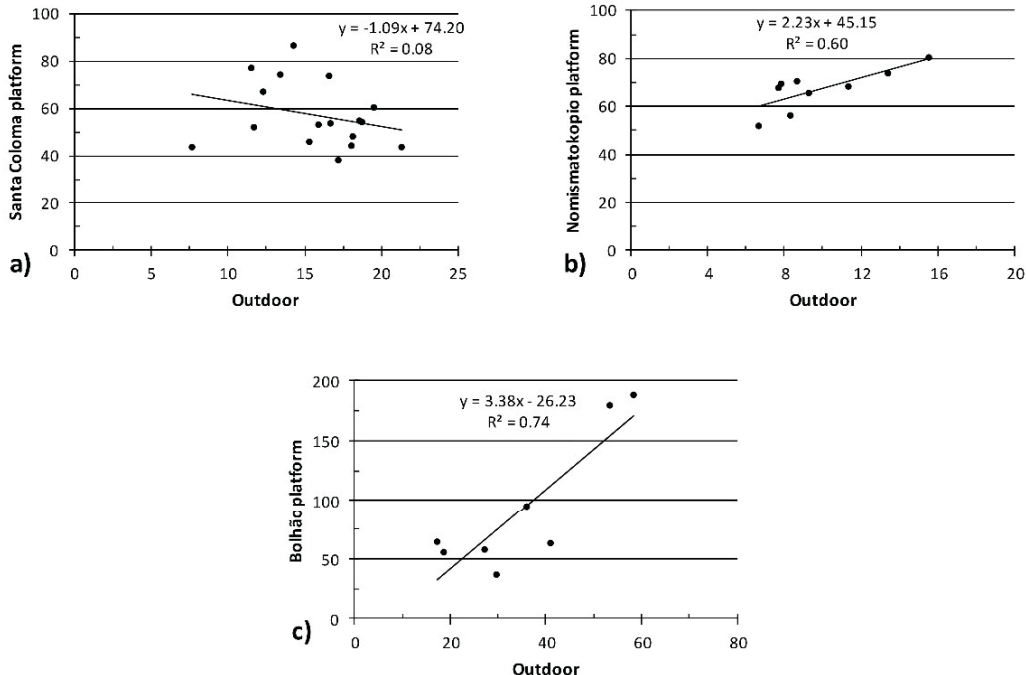 y = -1.09x + 74.20
R² = 0.08
100
80
60
40
20
0
Santa Coloma platform
0 5 10 15 20 25
Outdoor
a)
y = 2.23x + 45.15
R² = 0.60
100
80
60
40
20
0
Nomismatokopio platform
0 4 8 12 16 20
Outdoor
b)
y = 3.38x - 26.23
R² = 0.74
200
150
100
50
0
Bolhãc platform
0 20 40 60 80
Outdoor
c)